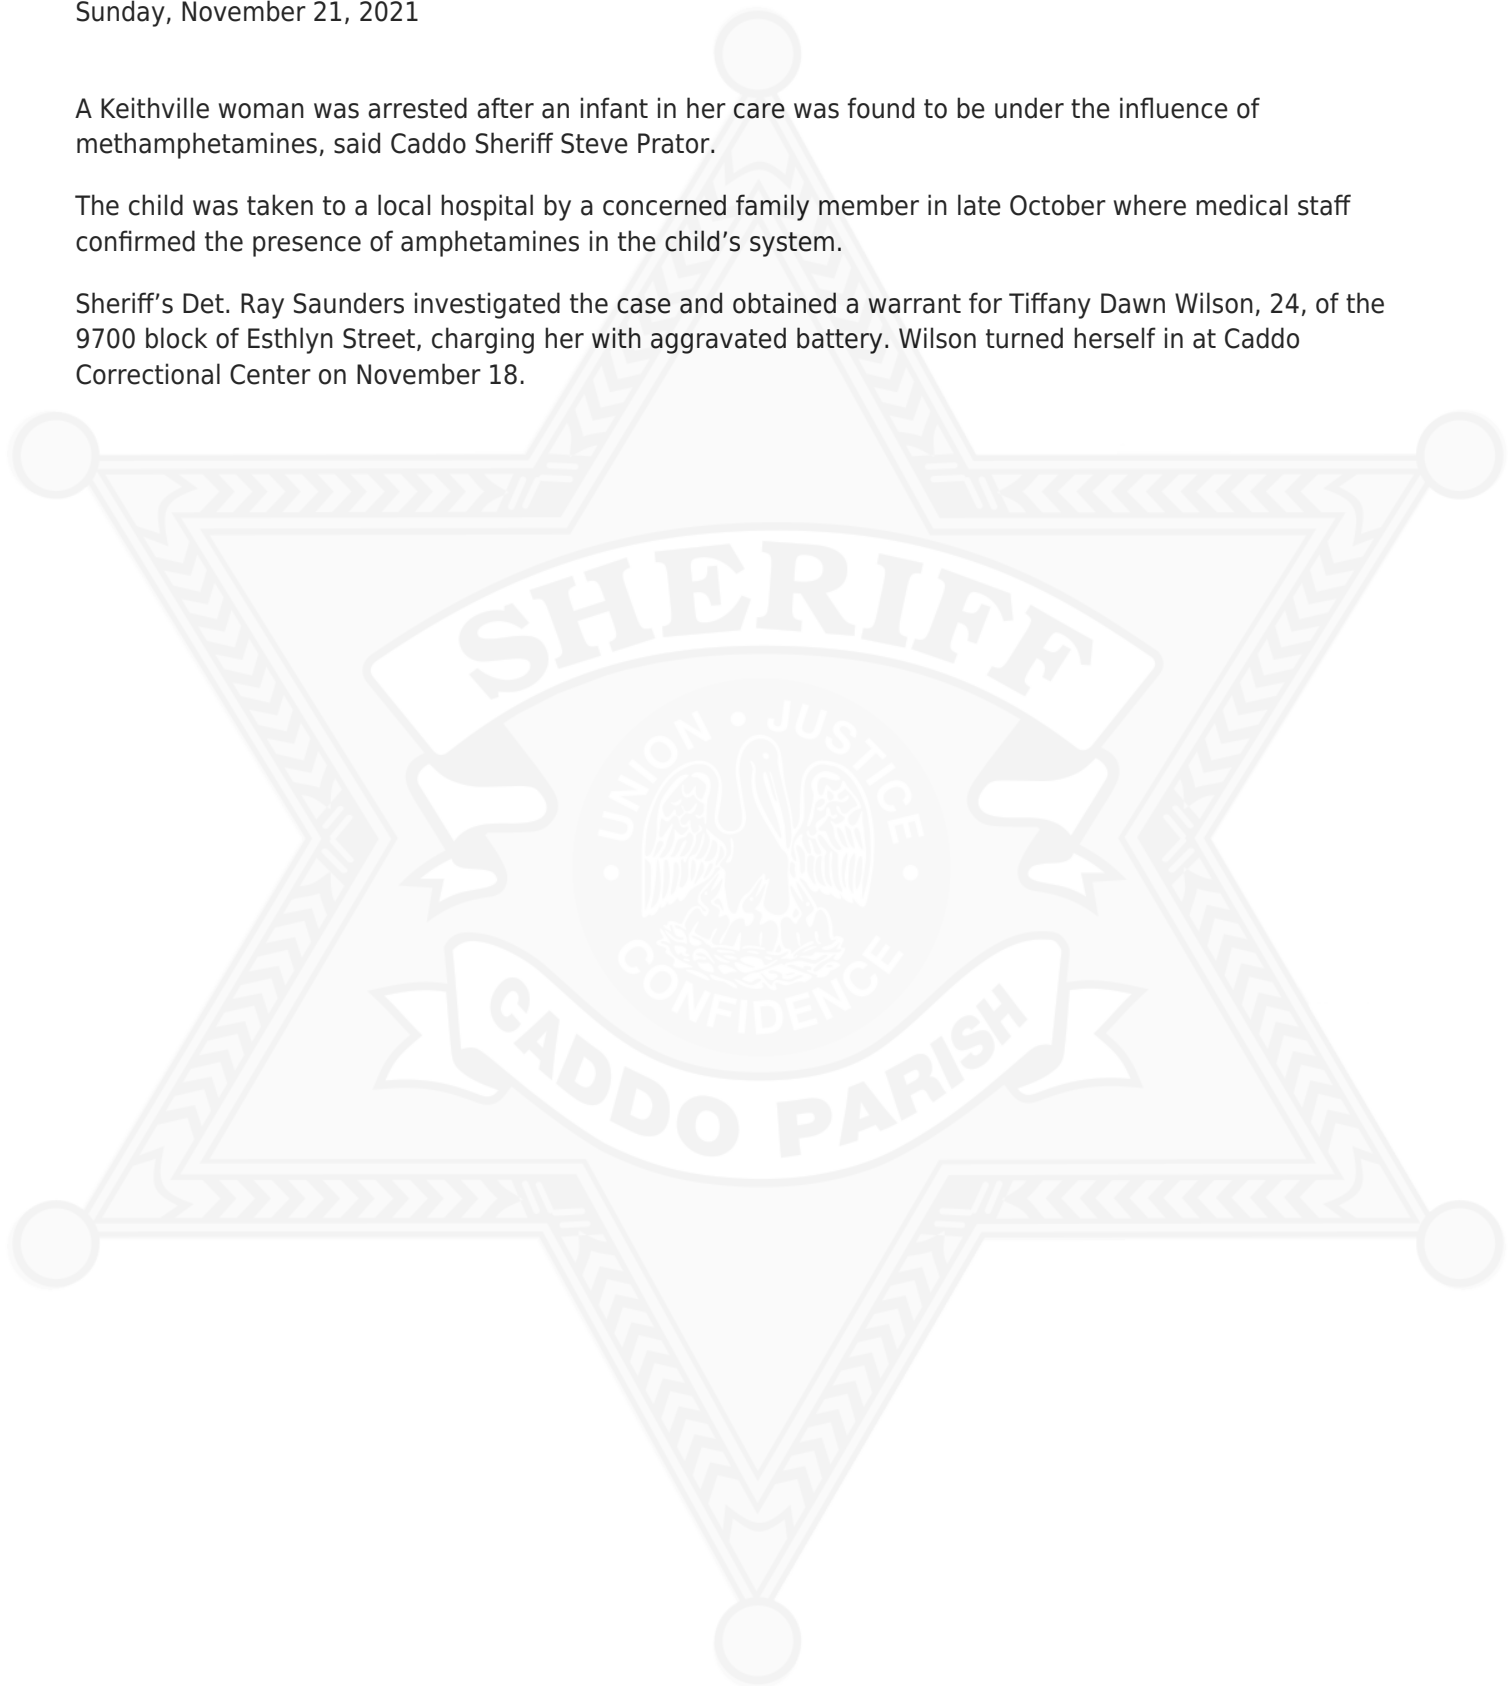 Sunday, November 21, 2021
A Keithville woman was arrested after an infant in her care was found to be under the influence of
methamphetamines, said Caddo Sheriff Steve Prator.
The child was taken to a local hospital by a concerned family member in late October where medical staff
confirmed the presence of amphetamines in the child’s system.
Sheriff’s Det. Ray Saunders investigated the case and obtained a warrant for Tiffany Dawn Wilson, 24, of the
9700 block of Esthlyn Street, charging her with aggravated battery. Wilson turned herself in at Caddo
Correctional Center on November 18.
SHERIFF
UNION • JUSTICE
• CONFIDENCE •
CADDO PARISH